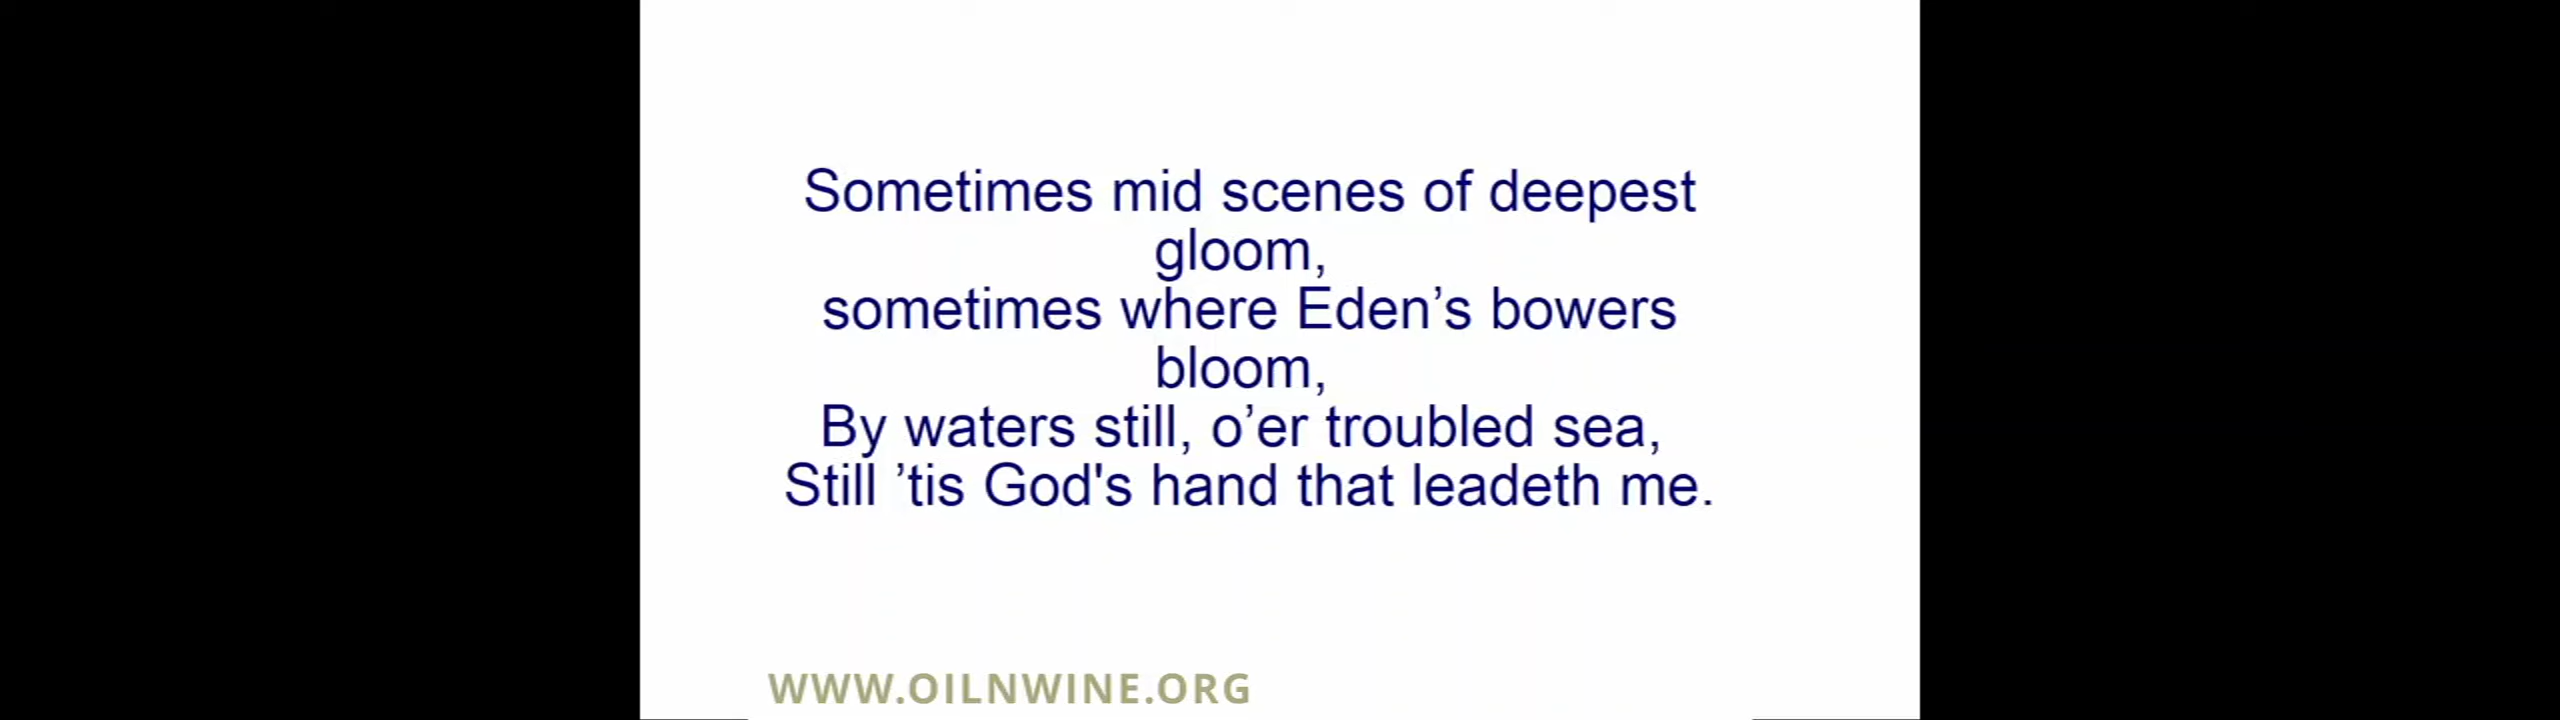 Sometimes mid scenes of deepest
gloom,
sometimes where Eden’s bowers
bloom,
By waters still, o’er troubled sea,
Still ’tis God's hand that leadeth me.
WWW.OILNWINE.ORG